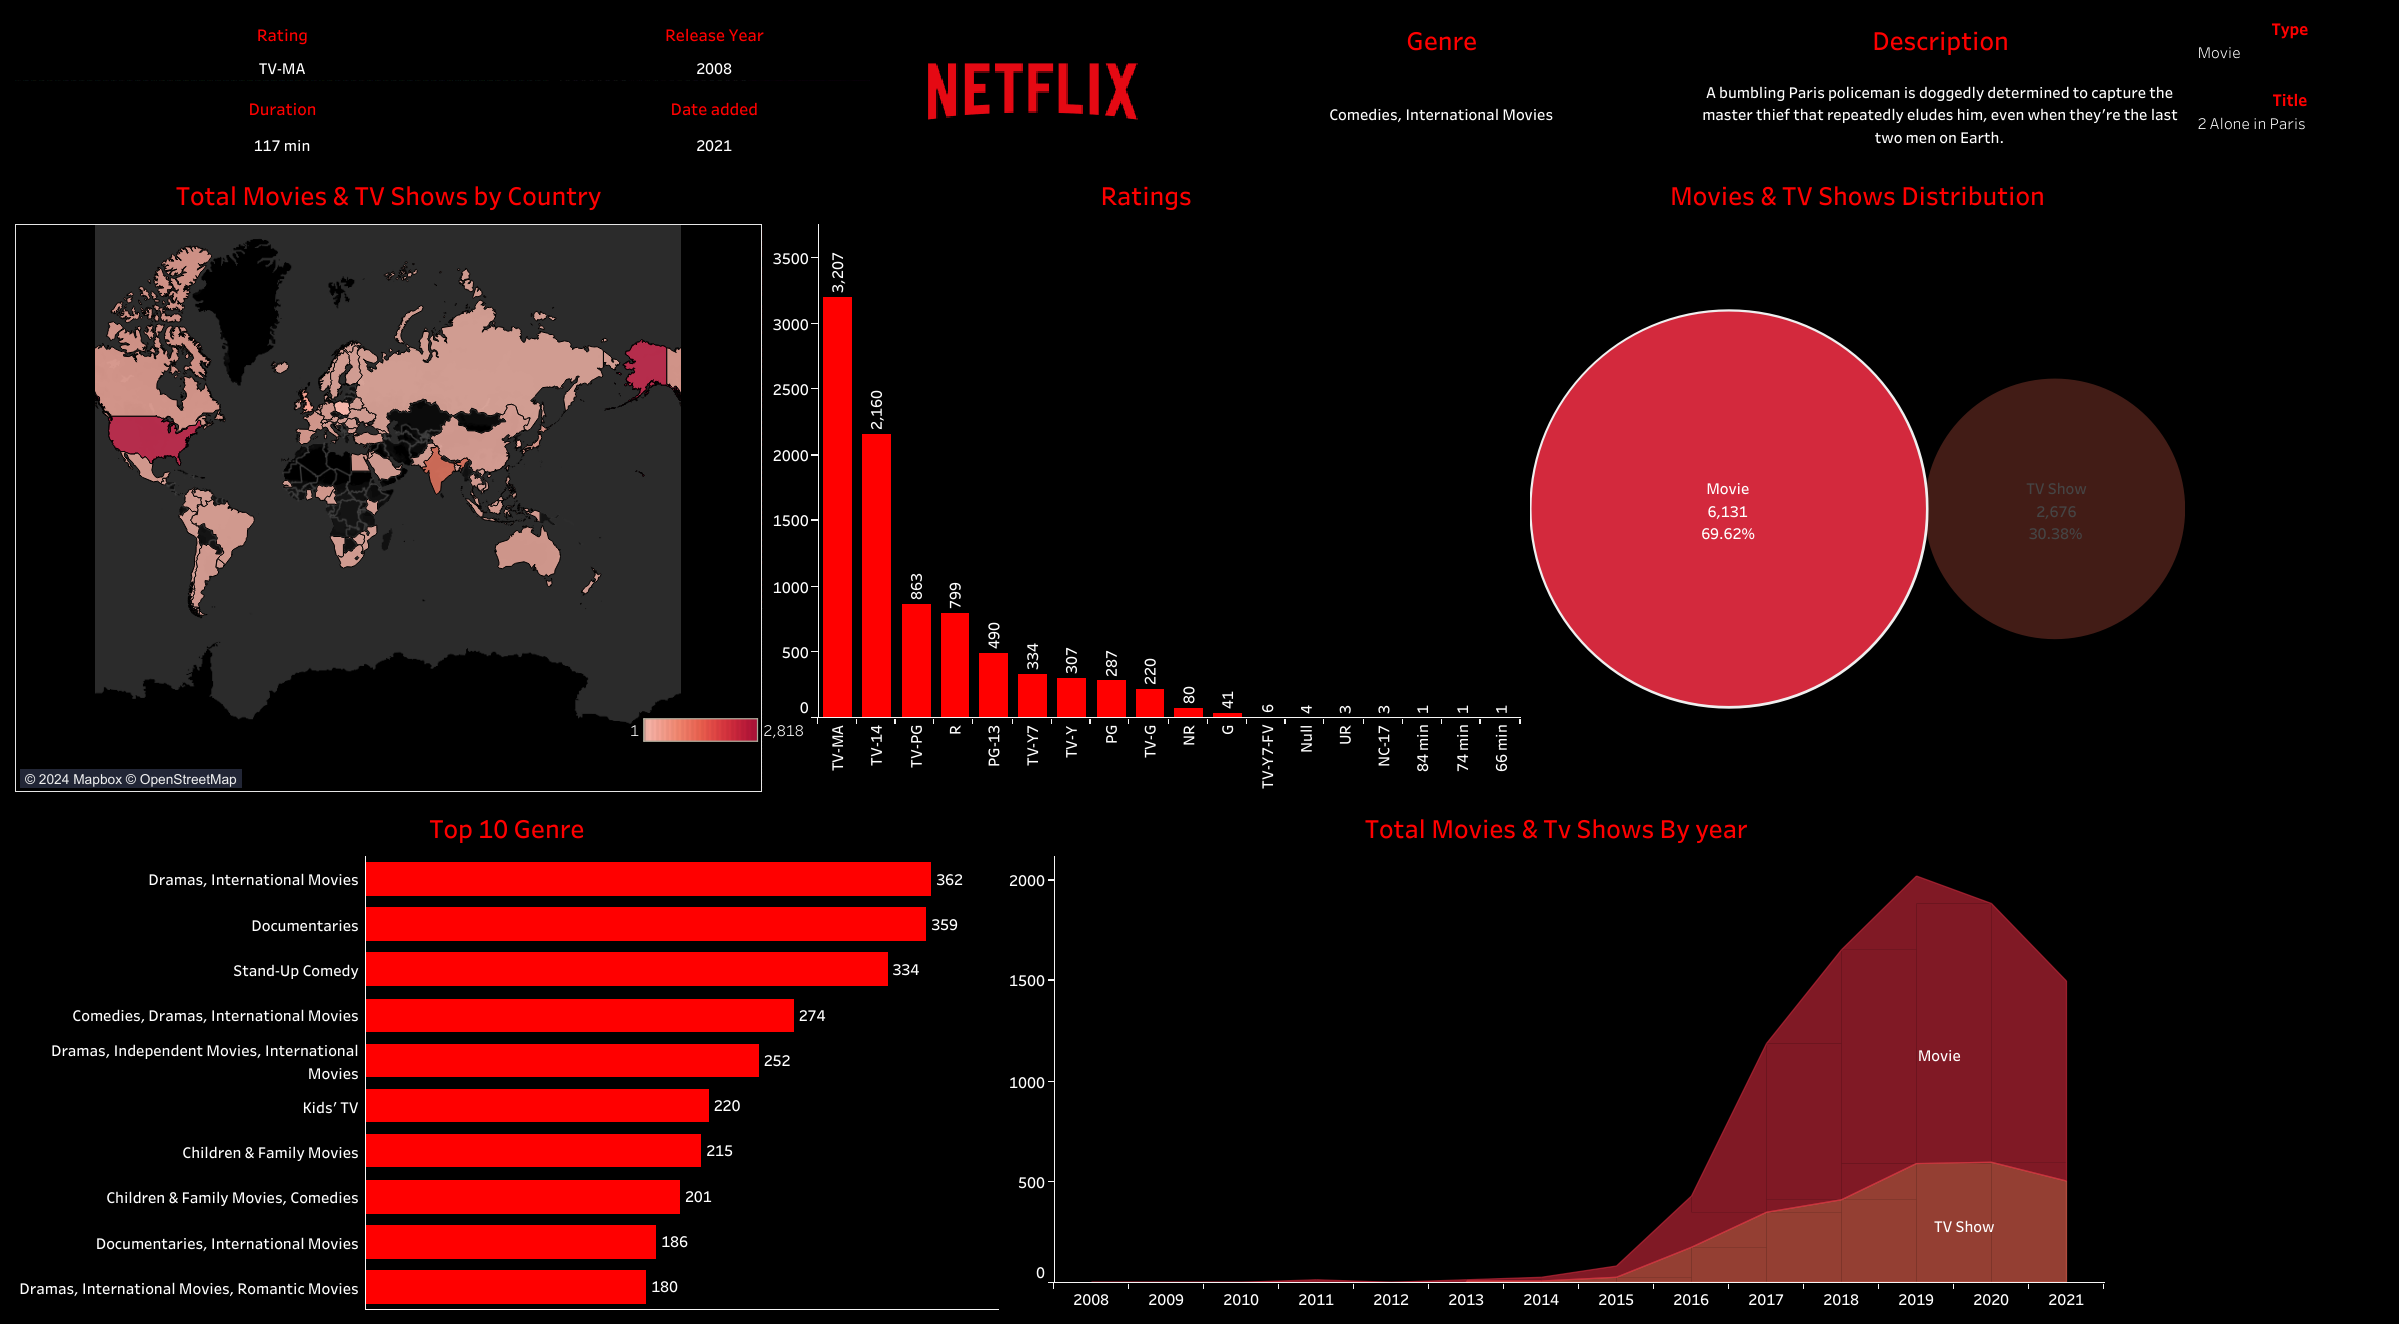 Rating
TV-MA
Release Year
2008
Duration
117 min
Date added
2021
NETFLIX
Genre
Comedies, International Movies
Description
A bumbling Paris policeman is doggedly determined to capture the
master thief that repeatedly eludes him, even when they're the last
two men on Earth.
Type
Movie
Title
2 Alone in Paris
Total Movies & TV Shows by Country
1
2,818
© 2024 Mapbox © OpenStreetMap
Ratings
3500
3000
2500
2000
1500
1000
500
0
3,207
2,160
863
799
490
334
307
287
220
80
41
6
4
3
3
1
1
1
TV-MA
TV-14
TV-PG
R
PG-13
TV-Y7
TV-Y
PG
TV-G
NR
G
TV-Y7-FV
Null
UR
NC-17
84 min
74 min
66 min
Movies & TV Shows Distribution
Movie
6,131
69.62%
TV Show
2,676
30.38%
Top 10 Genre
Dramas, International Movies 362
Documentaries 359
Stand-Up Comedy 334
Comedies, Dramas, International Movies 274
Dramas, Independent Movies, International
Movies 252
Kids' TV 220
Children & Family Movies 215
Children & Family Movies, Comedies 201
Documentaries, International Movies 186
Dramas, International Movies, Romantic Movies 180
Total Movies & Tv Shows By year
2000
1500
1000
500
0
Movie
TV Show
2008 2009 2010 2011 2012 2013 2014 2015 2016 2017 2018 2019 2020 2021